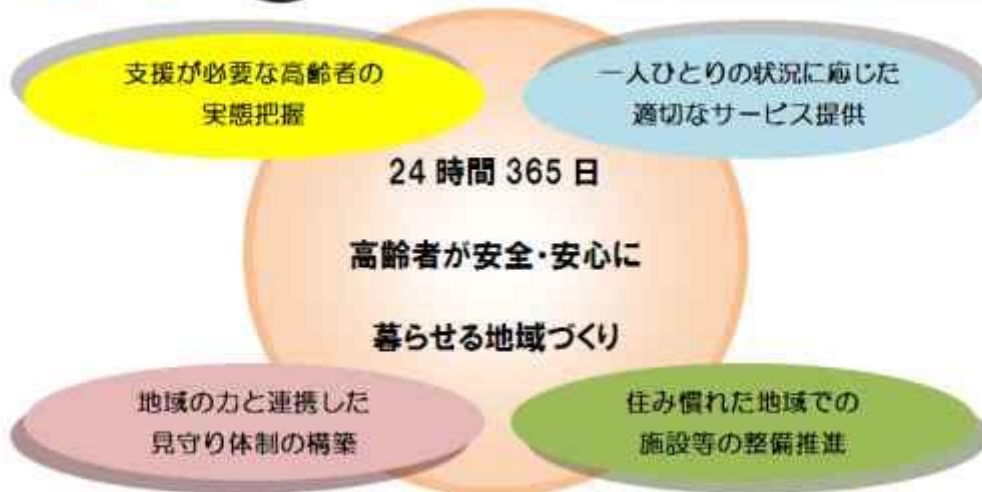 支援が必要な高齢者の
実態把握
一人ひとりの状況に応じた
適切なサービス提供
24時間365日
高齢者が安全・安心に
暮らせる地域づくり
地域の力と連携した
見守り体制の構築
住み慣れた地域での
施設等の整備推進